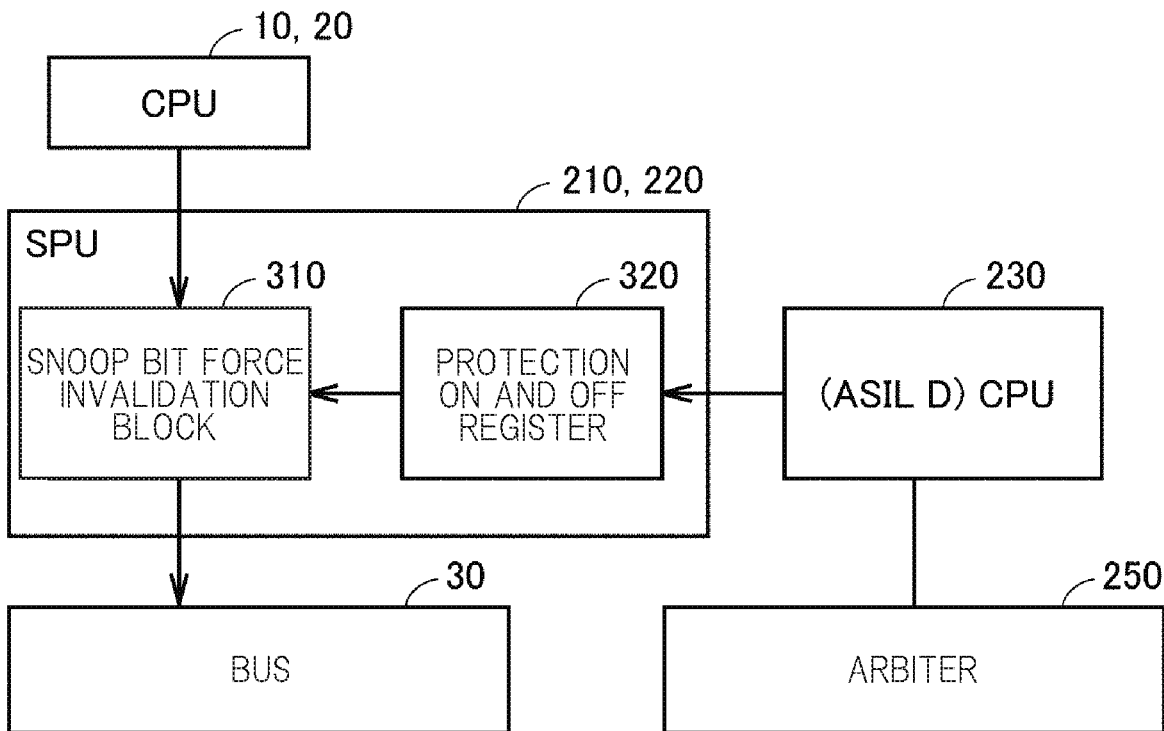 10, 20
CPU
210, 220
SPU
310
320
230
SNOOP BIT FORCE
INVALIDATION
BLOCK
PROTECTION
ON AND OFF
REGISTER
(ASIL D) CPU
30
250
BUS
ARBITER